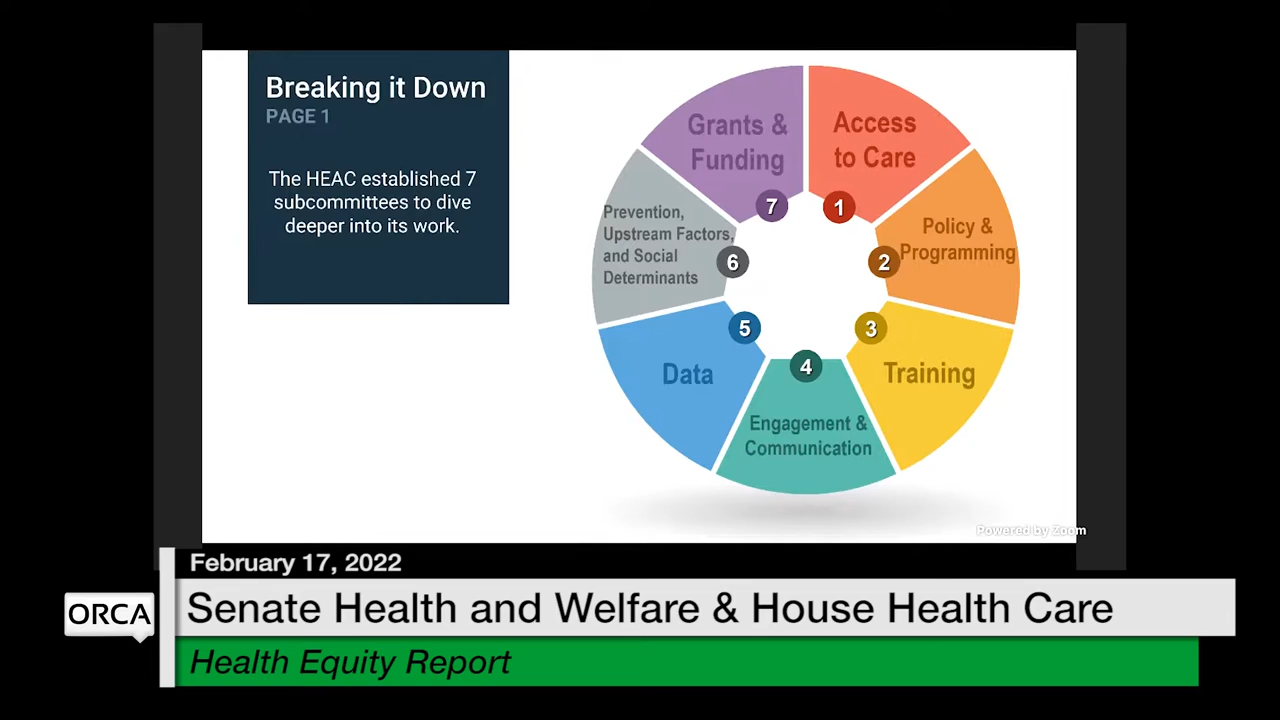 Breaking it Down
PAGE 1
The HEAC established 7
subcommittees to dive
deeper into its work.
Grants &
Funding
7
Access
to Care
1
Policy &
Programming
2
Training
3
Engagement &
Communication
4
Data
5
Prevention,
Upstream Factors,
and Social
Determinants
6
Powered by Zoom
February 17, 2022
ORCA
Senate Health and Welfare & House Health Care
Health Equity Report